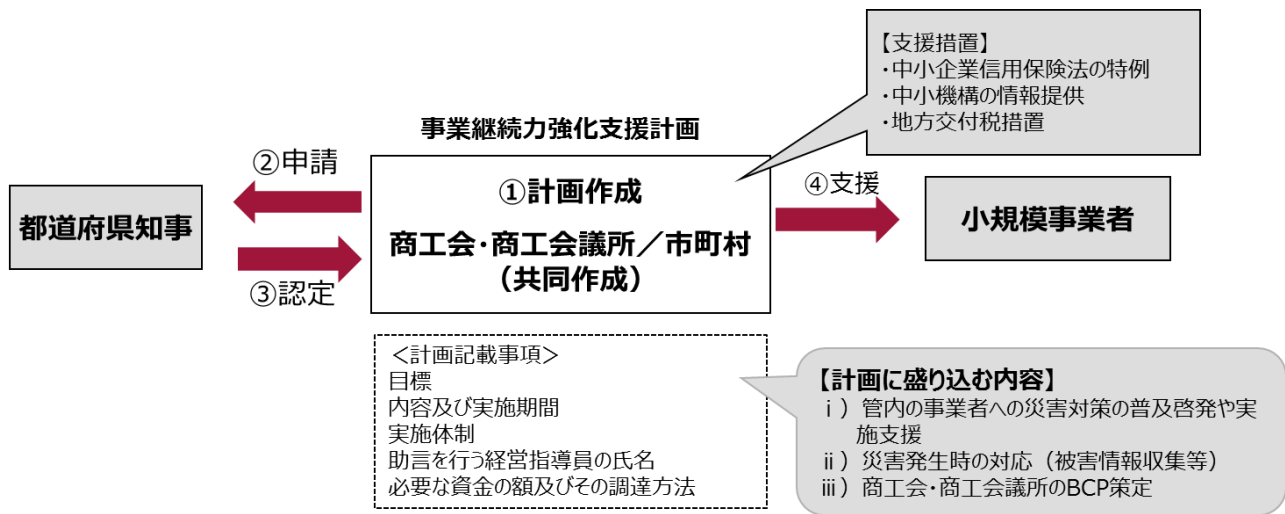 【支援措置】
・中小企業信用保険法の特例
・中小機構の情報提供
・地方交付税措置
事業継続力強化支援計画
②申請
①計画作成
④支援
都道府県知事
商工会・商工会議所／市町村
（共同作成）
小規模事業者
③認定
＜計画記載事項＞
目標
内容及び実施期間
実施体制
助言を行う経営指導員の氏名
必要な資金の額及びその調達方法
【計画に盛り込む内容】
ⅰ）管内の事業者への災害対策の普及啓発や実
施支援
ⅱ）災害発生時の対応（被害情報収集等）
ⅲ）商工会・商工会議所のBCP策定